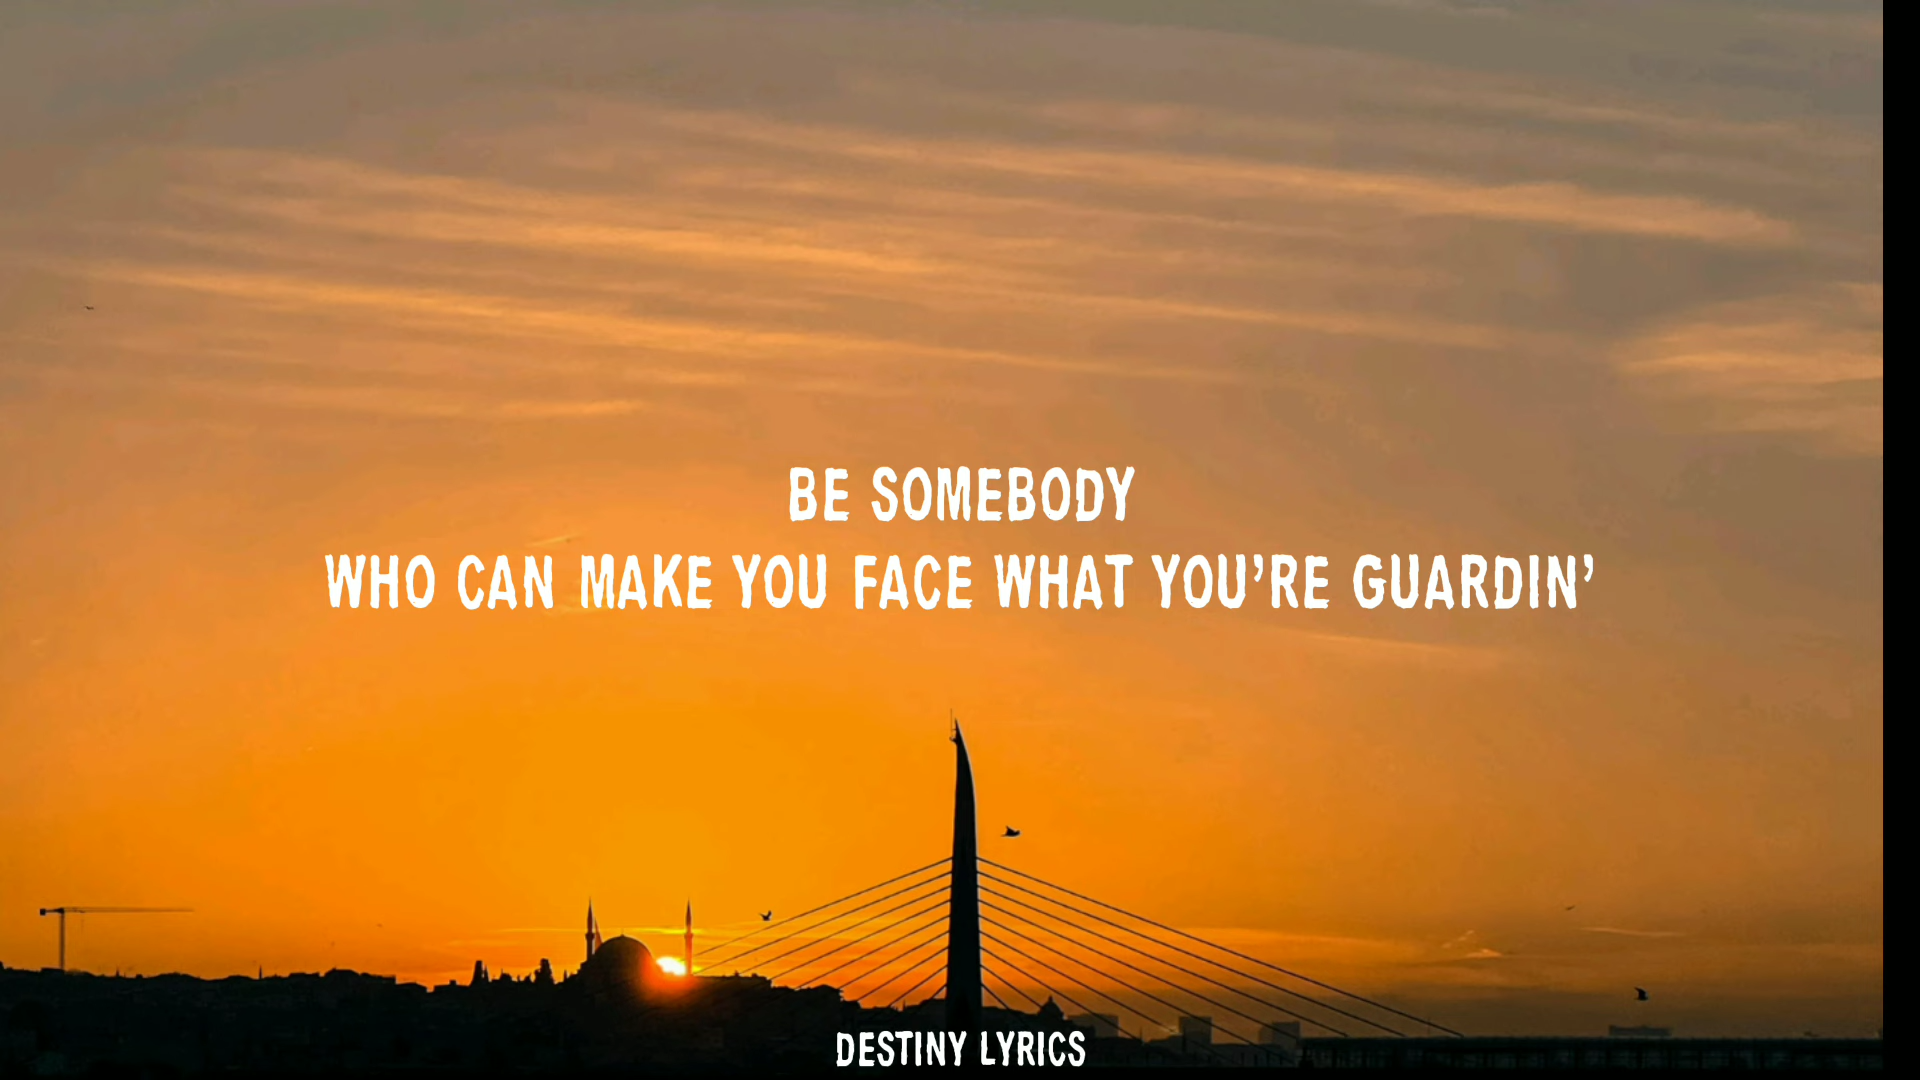 BE SOMEBODY
WHO CAN MAKE YOU FACE WHAT YOU’RE GUARDIN’
DESTINY LYRICS